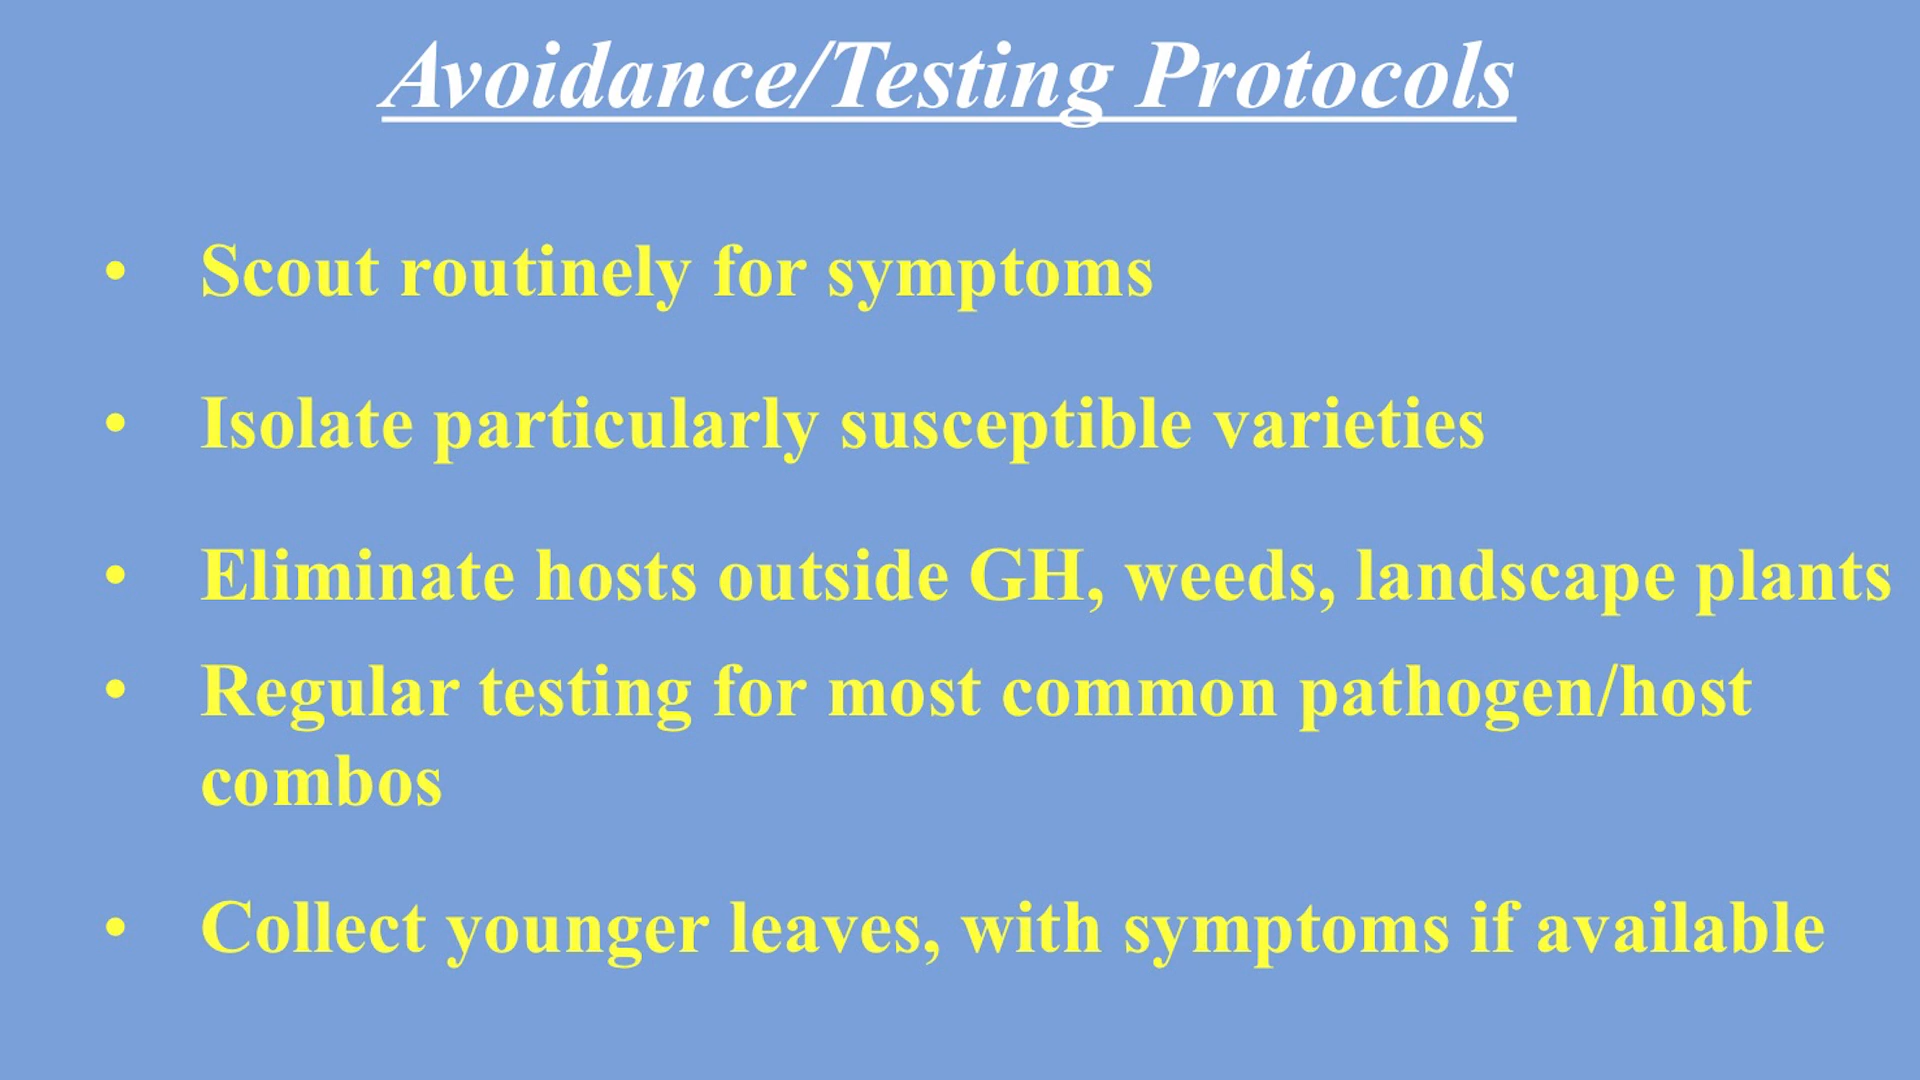 Avoidance/Testing Protocols
• Scout routinely for symptoms
• Isolate particularly susceptible varieties
• Eliminate hosts outside GH, weeds, landscape plants
• Regular testing for most common pathogen/host
combos
• Collect younger leaves, with symptoms if available